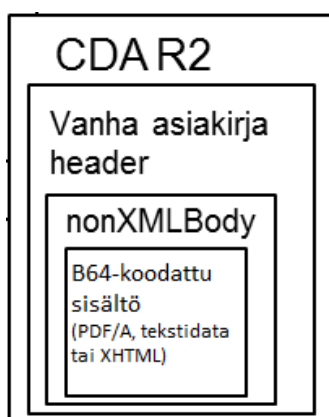 CDA R2
Vanha asiakirja
header
nonXMLBody
B64-koodattu
sisältö
(PDF/A, tekstidata
tai XHTML)